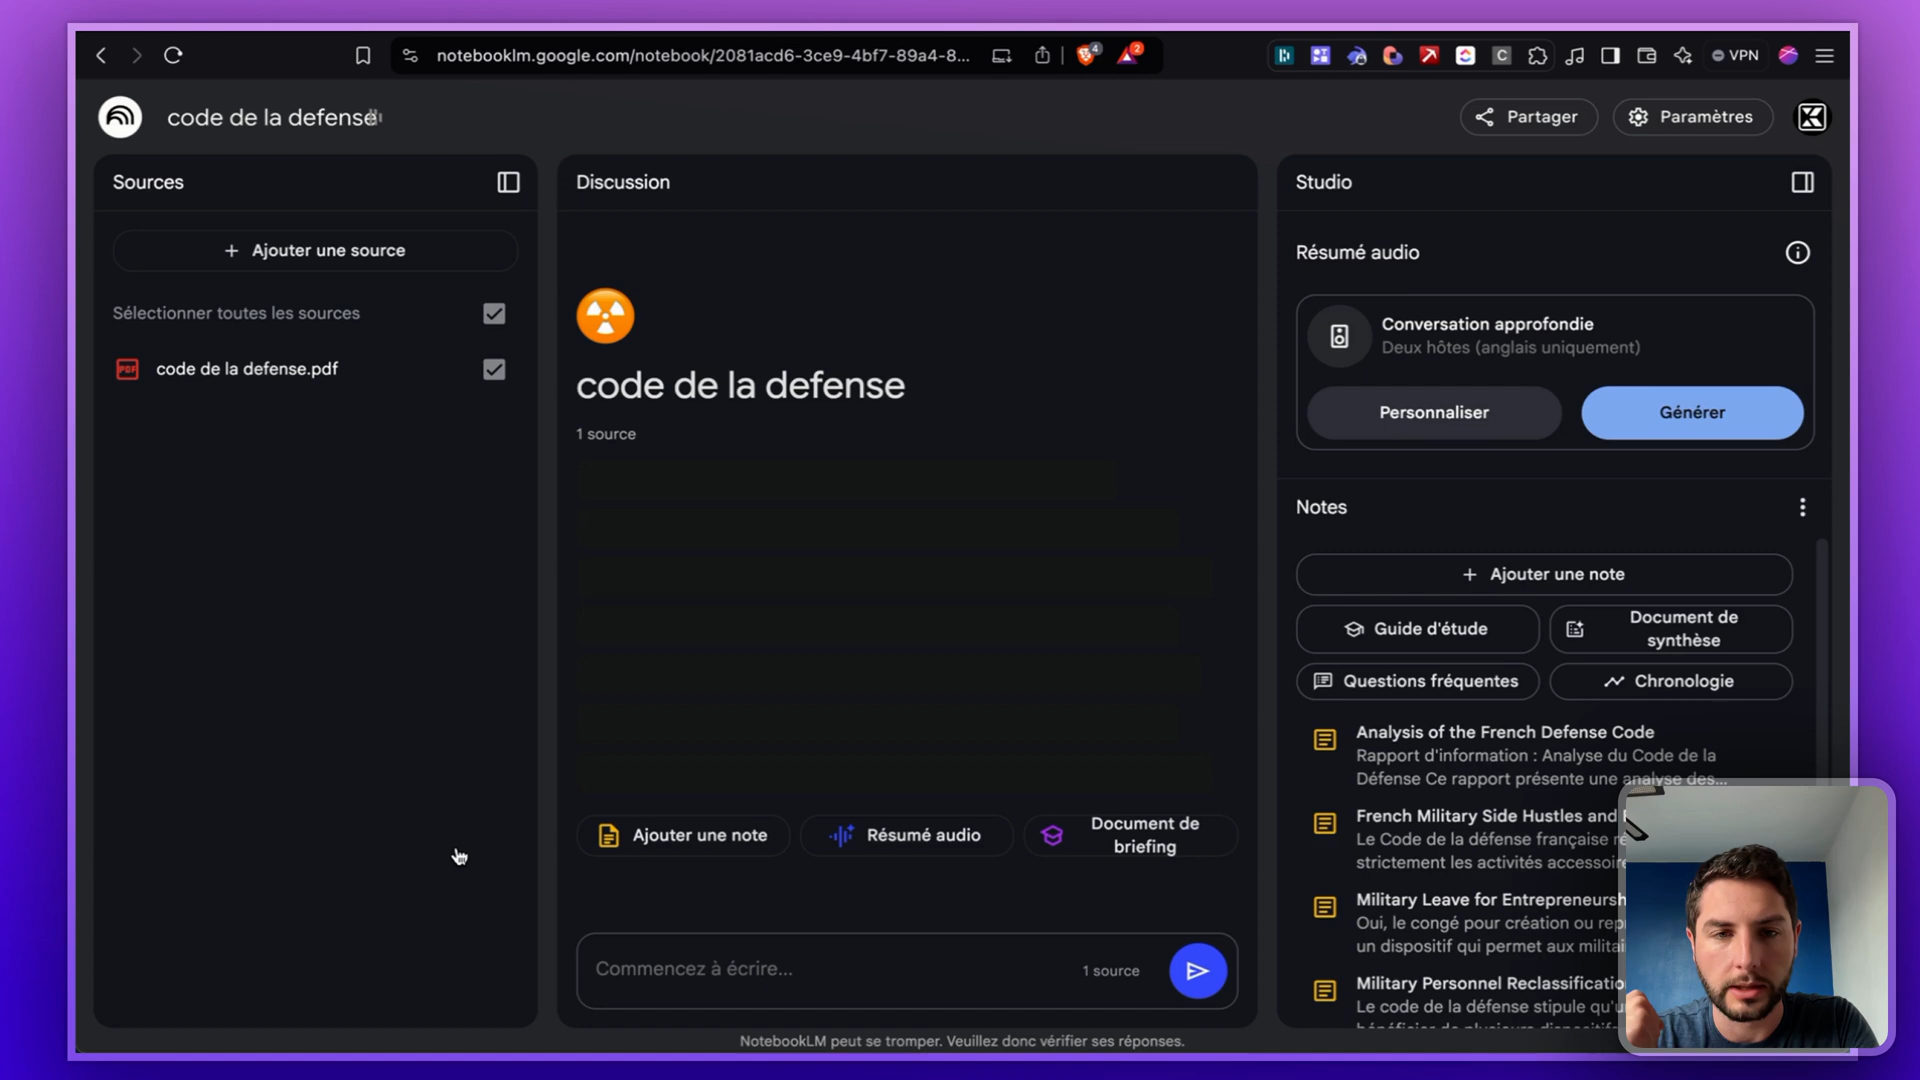 notebooklm.google.com/notebook/2081acd6-3ce9-4bf7-89a4-8...
4
2
C
VPN
code de la defense
Partager
Paramètres
Sources
Ajouter une source
Sélectionner toutes les sources
PDF
code de la defense.pdf
Discussion
code de la defense
1 source
Ajouter une note
Résumé audio
Document de
briefing
Commencez à écrire...
1 source
NotebookLM peut se tromper. Veuillez donc vérifier ses réponses.
Studio
Résumé audio
Conversation approfondie
Deux hôtes (anglais uniquement)
Personnaliser
Générer
Notes
Ajouter une note
Guide d'étude
Document de
synthèse
Questions fréquentes
Chronologie
Analysis of the French Defense Code
Rapport d'information : Analyse du Code de la
Défense Ce rapport présente une analyse des...
French Military Side Hustles and
Le Code de la défense française
strictement les activités
Military Leave for
Oui, le congé pour création ou
un dispositif qui permet aux
Military Personnel
Le code de la défense stipule
bénéficier de plusieurs